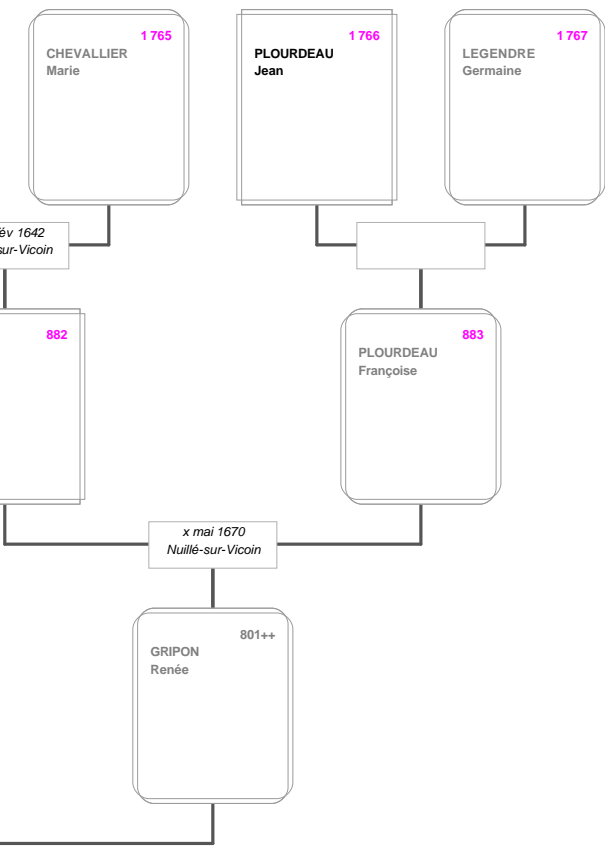 1 765
CHEVALLIER
Marie
1 766
PLOURDEAU
Jean
1 767
LEGENDRE
Germaine
1642
sur-Vicoin
882
883
PLOURDEAU
Françoise
x mai 1670
Nuillé-sur-Vicoin
801++
GRIPON
Renée